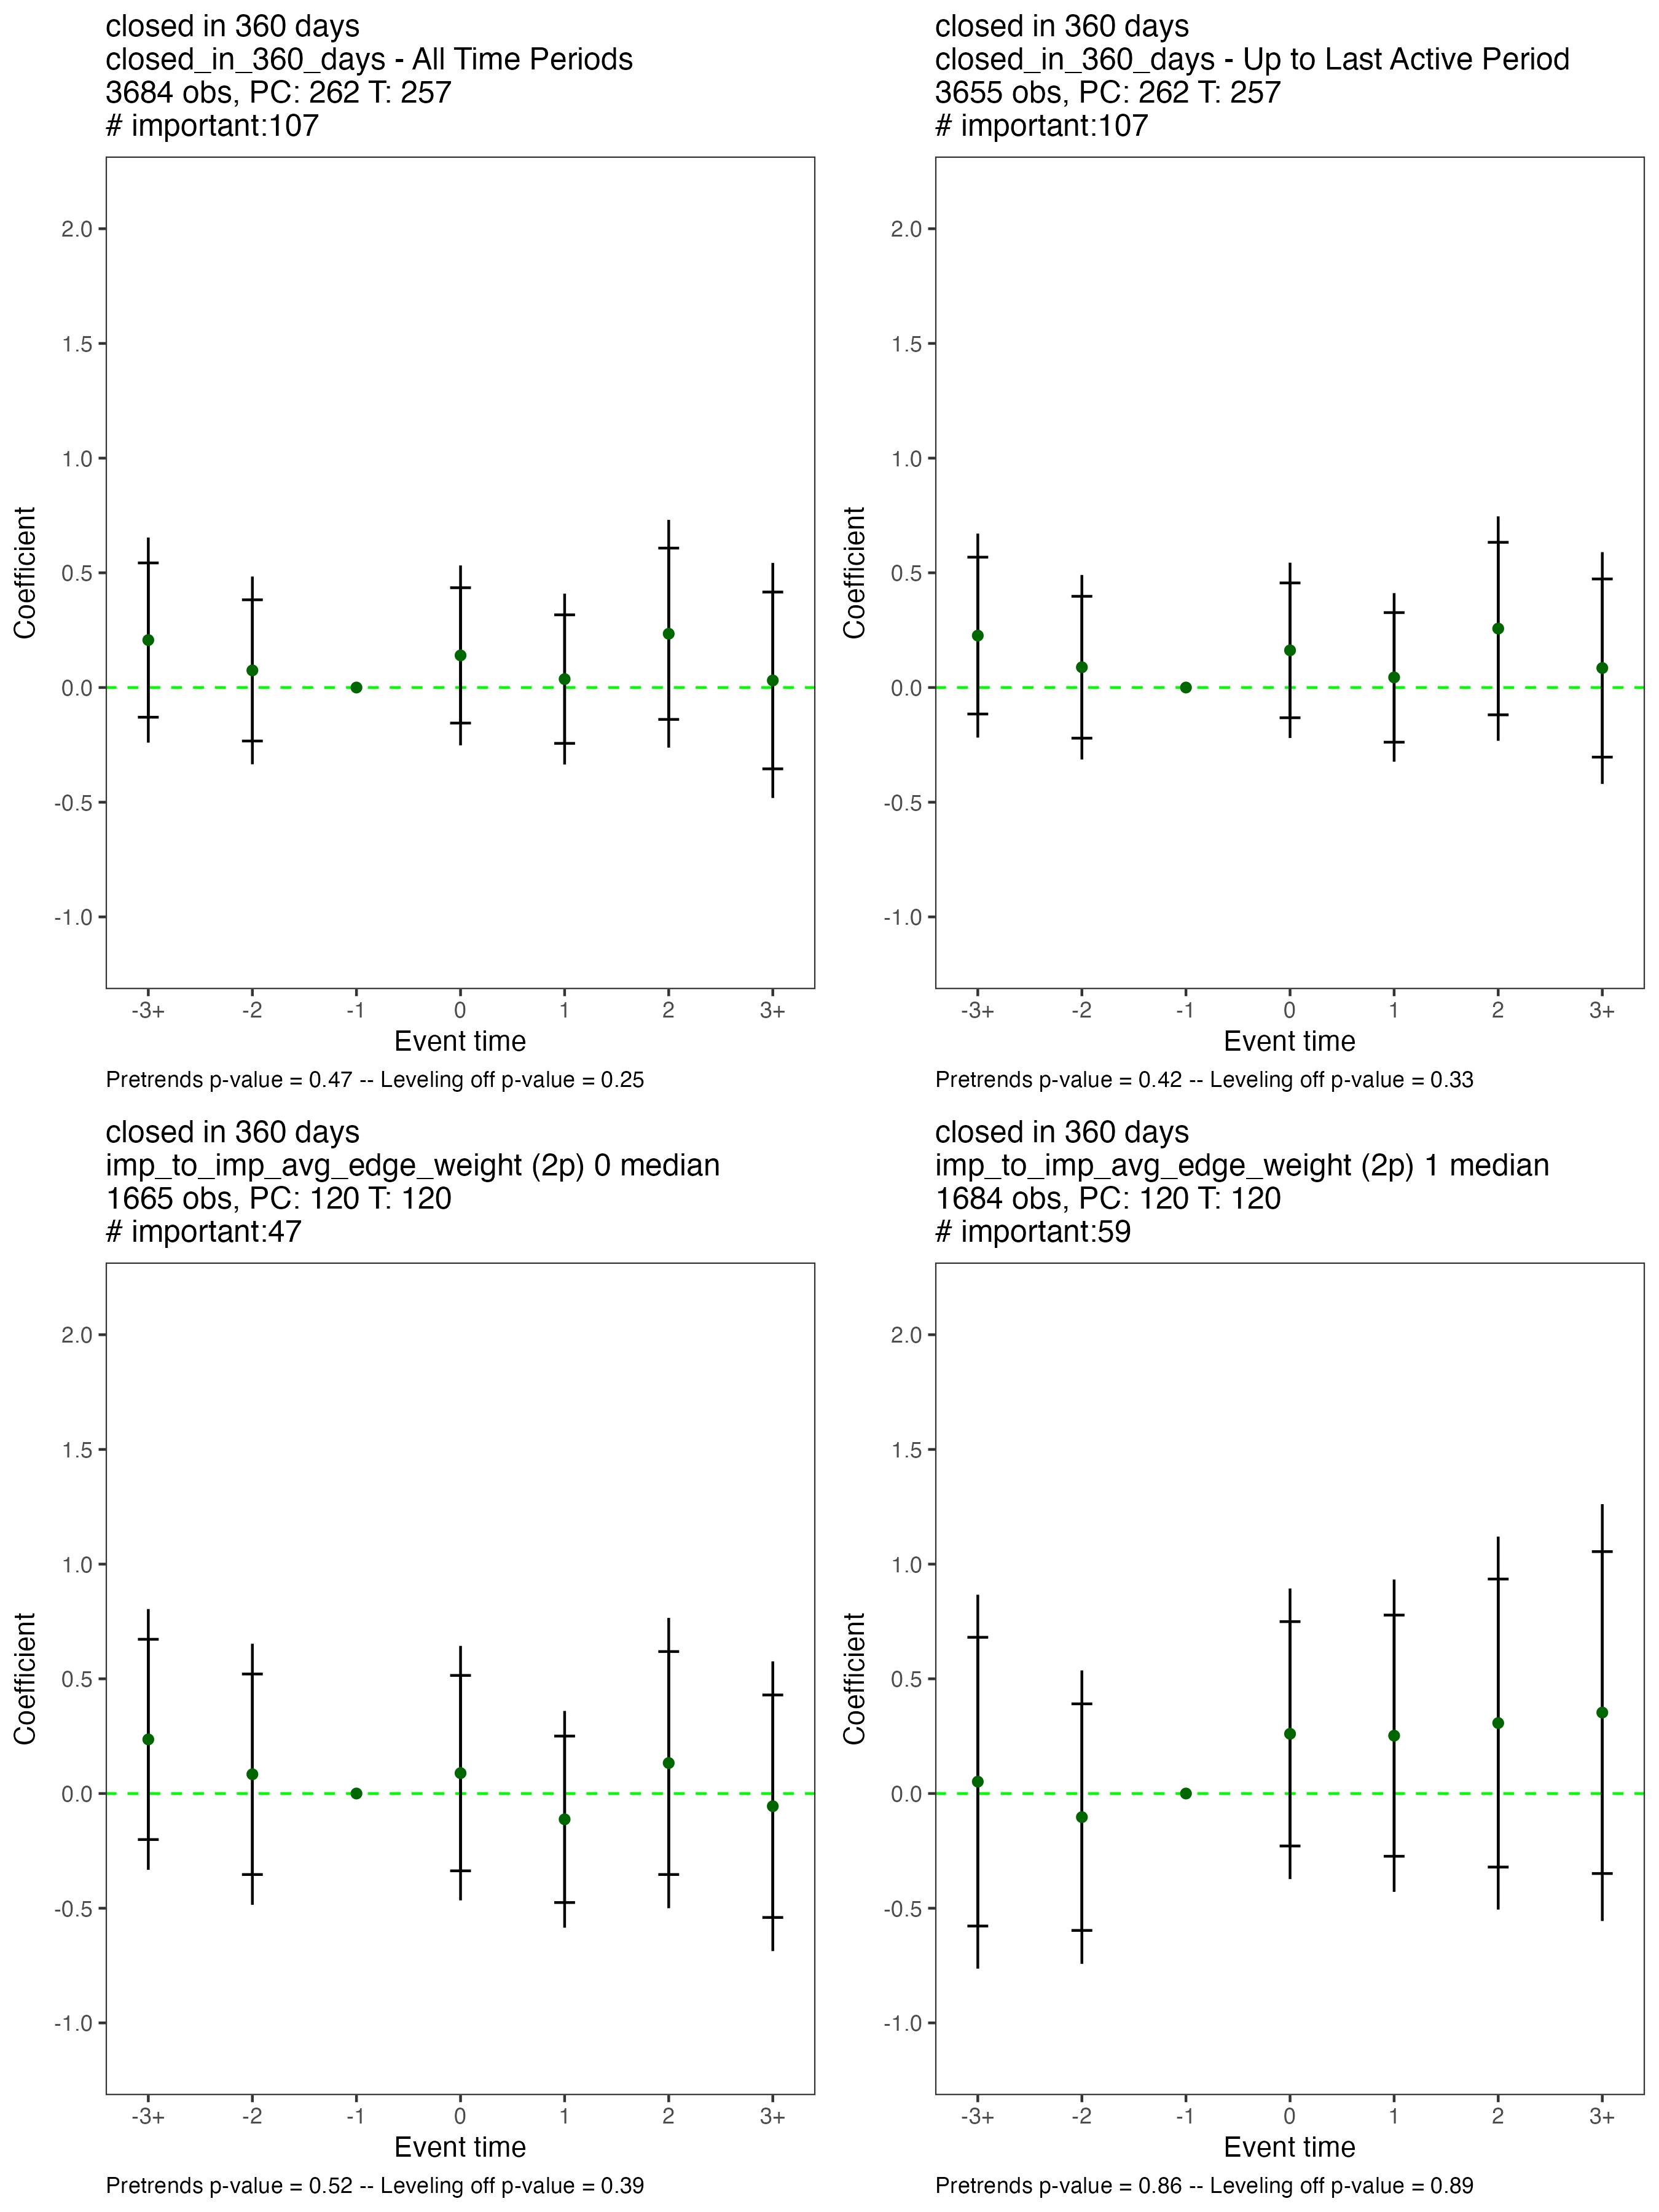 closed in 360 days
closed_in_360_days - All Time Periods
3684 obs, PC: 262 T: 257
# important:107
2.0
1.5
1.0
0.5
0.0
-0.5
-1.0
Coefficient
-3+ -2 -1 0 1 2 3+
Event time
Pretrends p-value = 0.47 -- Leveling off p-value = 0.25
closed in 360 days
closed_in_360_days - Up to Last Active Period
3655 obs, PC: 262 T: 257
# important:107
2.0
1.5
1.0
0.5
0.0
-0.5
-1.0
Coefficient
-3+ -2 -1 0 1 2 3+
Event time
Pretrends p-value = 0.42 -- Leveling off p-value = 0.33
closed in 360 days
imp_to_imp_avg_edge_weight (2p) 0 median
1665 obs, PC: 120 T: 120
# important:47
2.0
1.5
1.0
0.5
0.0
-0.5
-1.0
Coefficient
-3+ -2 -1 0 1 2 3+
Event time
Pretrends p-value = 0.52 -- Leveling off p-value = 0.39
closed in 360 days
imp_to_imp_avg_edge_weight (2p) 1 median
1684 obs, PC: 120 T: 120
# important:59
2.0
1.5
1.0
0.5
0.0
-0.5
-1.0
Coefficient
-3+ -2 -1 0 1 2 3+
Event time
Pretrends p-value = 0.86 -- Leveling off p-value = 0.89